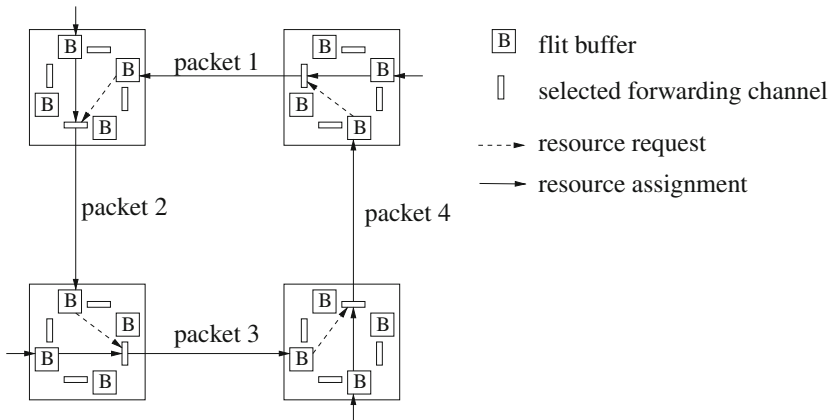 B
B
B
B
packet 1
B
B
B
B
B flit buffer
selected forwarding channel
resource request
resource assignment
packet 2
packet 4
B
B
B
B
packet 3
B
B
B
B